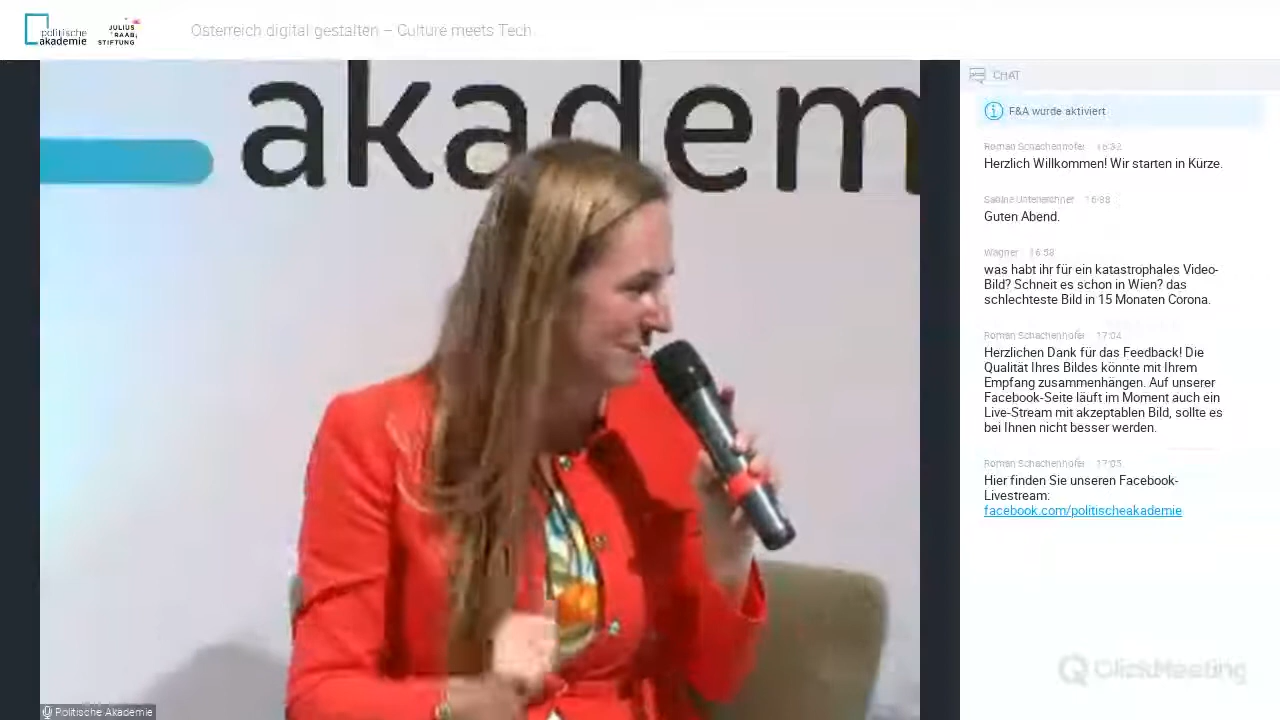 politische
akademie
JULIUS
RAAB
STIFTUNG
Österreich digital gestalten – Culture meets Tech
akadem
CHAT
F&A wurde aktiviert
Roman Schachenhofer 16:32
Herzlich Willkommen! Wir starten in Kürze.
Guten Abend.
Wagner 16:58
was habt ihr für ein katastrophales Video-
Bild? Schneit es schon in Wien? das
schlechteste Bild in 15 Monaten Corona.
Roman Schachenhofer 17:04
Herzlichen Dank für das Feedback! Die
Qualität Ihres Bildes könnte mit Ihrem
Empfang zusammenhängen. Auf unserer
Facebook-Seite läuft im Moment auch ein
Live-Stream mit akzeptablen Bild, sollte es
bei Ihnen nicht besser werden.
Roman Schachenhofer 17:05
Hier finden Sie unseren Facebook-
Livestream:
facebook.com/politischeakademie
ClickMeeting
Politische Akademie